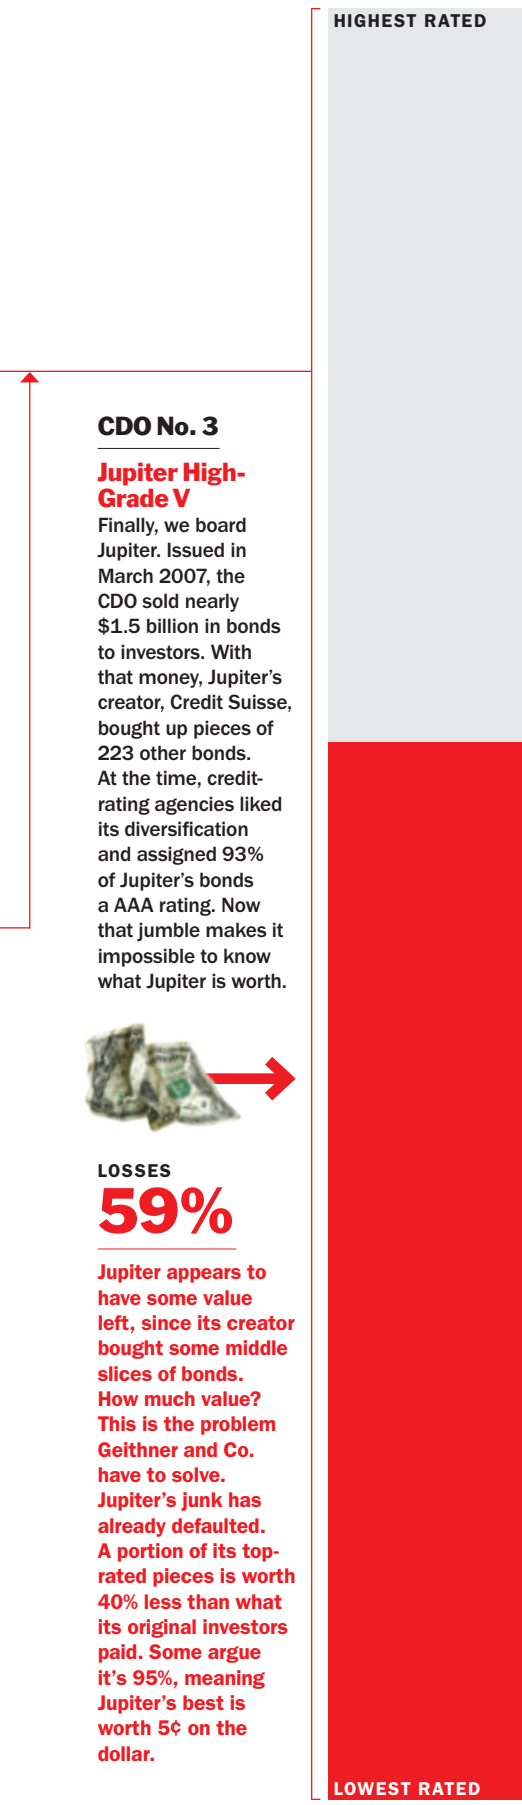 HIGHEST RATED
CDO No. 3
Jupiter High-
Grade V
Finally, we board
Jupiter. Issued in
March 2007, the
CDO sold nearly
$1.5 billion in bonds
to investors. With
that money, Jupiter's
creator, Credit Suisse,
bought up pieces of
223 other bonds.
At the time, credit-
rating agencies liked
its diversification
and assigned 93%
of Jupiter's bonds
a AAA rating. Now
that jumble makes it
impossible to know
what Jupiter is worth.
LOSSES
59%
Jupiter appears to
have some value
left, since its creator
bought some middle
slices of bonds.
How much value?
This is the problem
Geithner and Co.
have to solve.
Jupiter's junk has
already defaulted.
A portion of its top-
rated pieces is worth
40% less than what
its original investors
paid. Some argue
it's 95%, meaning
Jupiter's best is
worth 5¢ on the
dollar.
LOWEST RATED